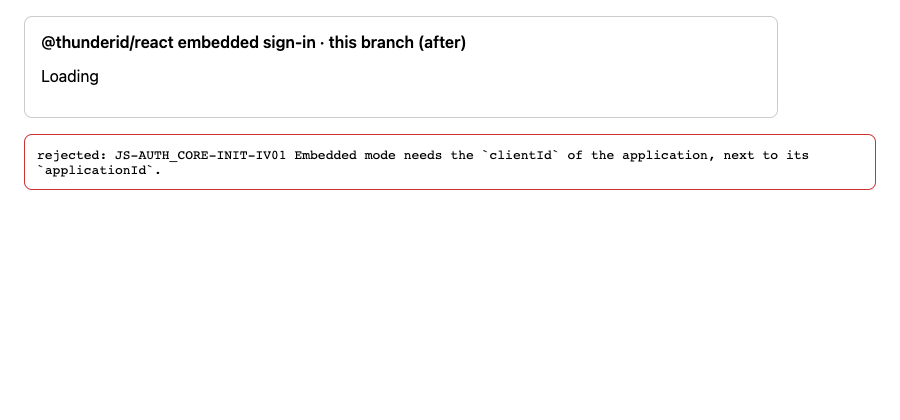 @thunderid/react embedded sign-in · this branch (after)
Loading
rejected: JS-AUTH_CORE-INIT-IV01 Embedded mode needs the `clientId` of the application, next to its
`applicationId`.